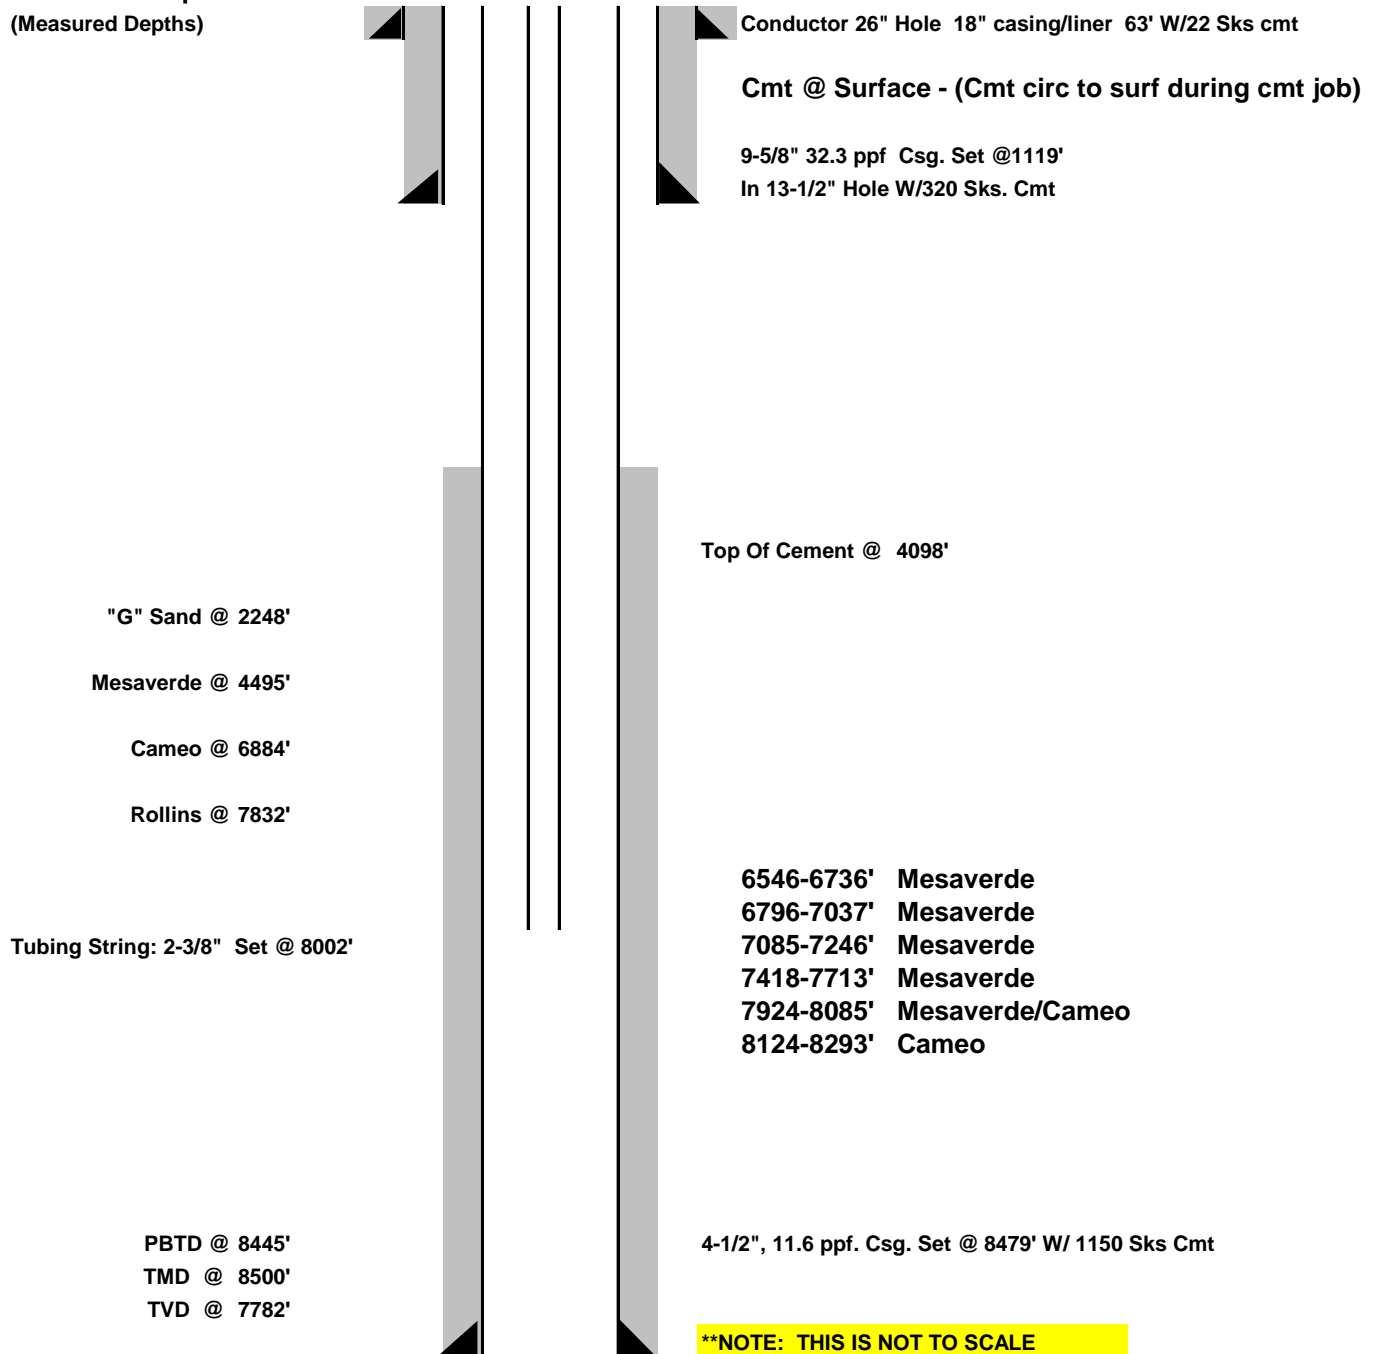 (Measured Depths)
Conductor 26" Hole 18" casing/liner 63' W/22 Sks cmt
Cmt @ Surface - (Cmt circ to surf during cmt job)
9-5/8" 32.3 ppf Csg. Set @1119'
In 13-1/2" Hole W/320 Sks. Cmt
Top Of Cement @ 4098'
"G" Sand @ 2248'
Mesaverde @ 4495'
Cameo @ 6884'
Rollins @ 7832'
6546-6736' Mesaverde
6796-7037' Mesaverde
Tubing String: 2-3/8" Set @ 8002'
7085-7246' Mesaverde
7418-7713' Mesaverde
7924-8085' Mesaverde/Cameo
8124-8293' Cameo
PBTD @ 8445'
4-1/2", 11.6 ppf. Csg. Set @ 8479' W/ 1150 Sks Cmt
TMD @ 8500'
TVD @ 7782'
**NOTE: THIS IS NOT TO SCALE